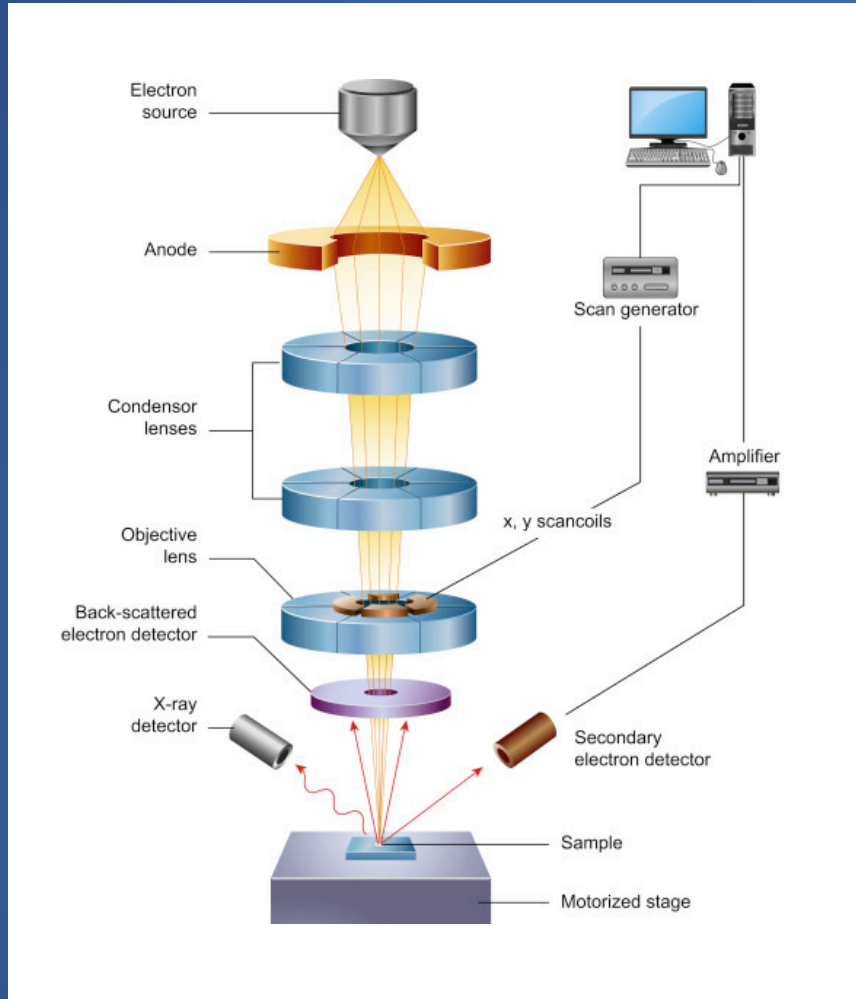 Electron
source
Anode
Scan generator
Condensor
lenses
Amplifier
x, y scancoils
Objective
lens
Back-scattered
electron detector
X-ray
detector
Secondary
electron detector
Sample
Motorized stage